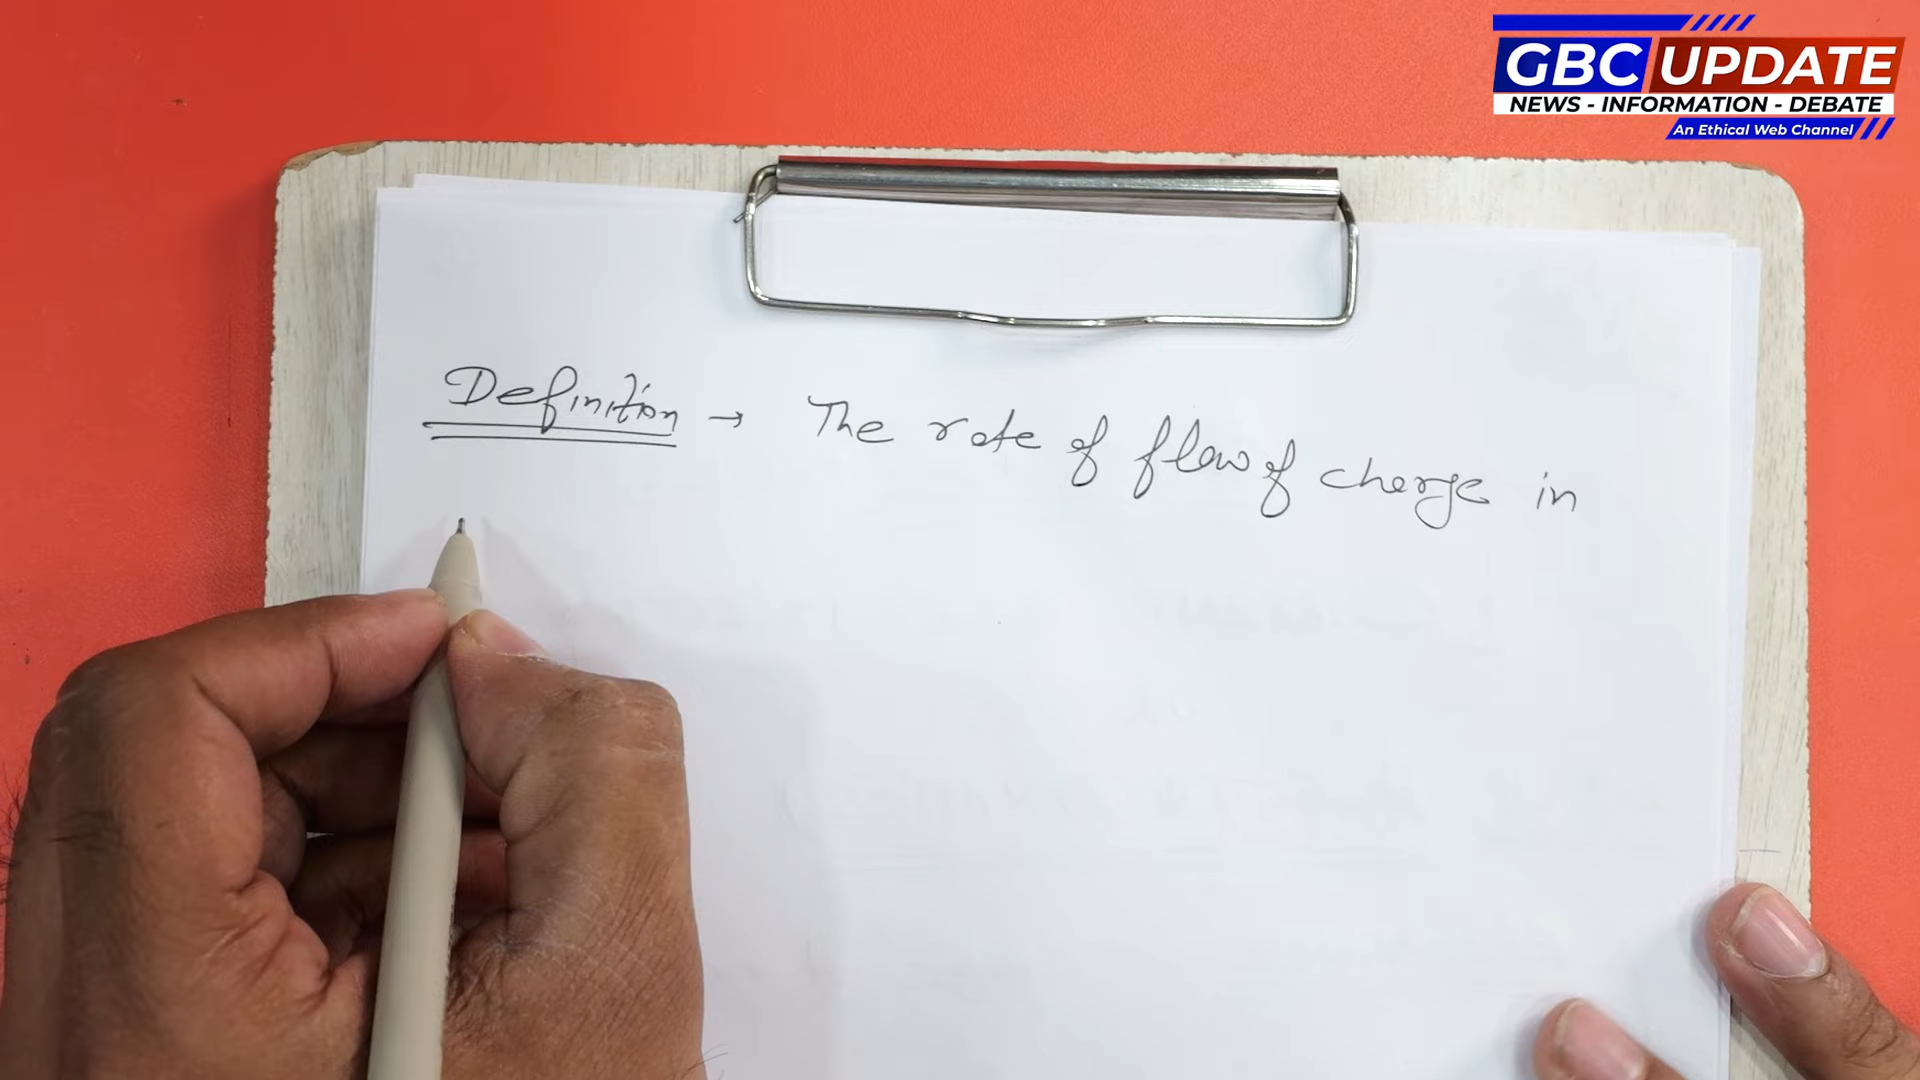 GBC UPDATE
NEWS - INFORMATION - DEBATE
An Ethical Web Channel
Definition → The rate of flow of charge in